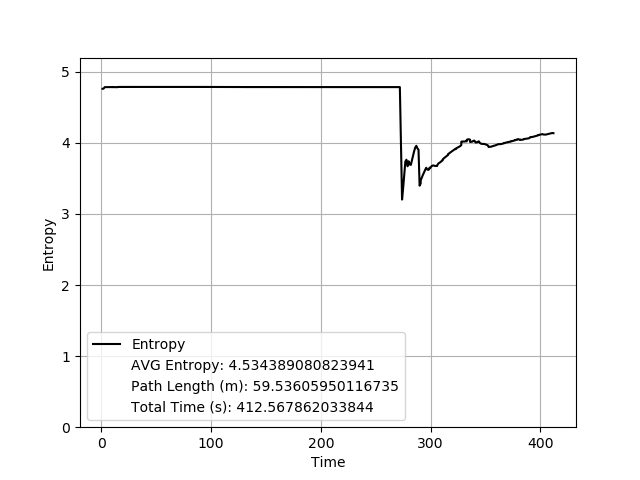 5
4
3
2
1
0
Entropy
Entropy
AVG Entropy: 4.534389080823941
Path Length (m): 59.53605950116735
Total Time (s): 412.567862033844
0 100 200 300 400
Time